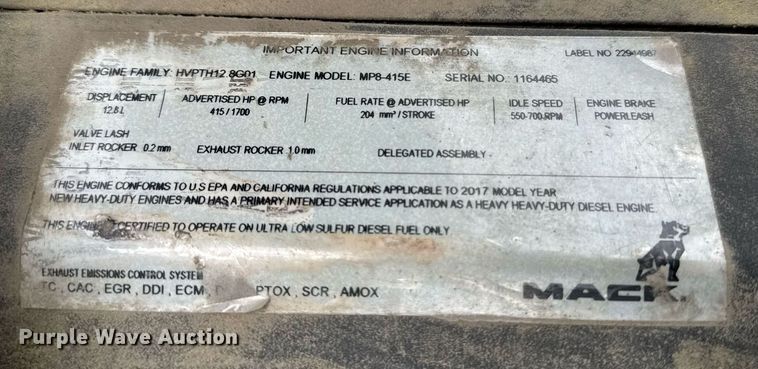 IMPORTANT ENGINE INFORMATION LABEL NO 22944987
ENGINE FAMILY: HVPTH12.8G01 ENGINE MODEL: MP8-415E SERIAL NO.: 1164465
DISPLACEMENT ADVERTISED HP @ RPM FUEL RATE @ ADVERTISED HP IDLE SPEED ENGINE BRAKE
12.8 L 415 / 1700 204 mm³ / STROKE 550-700 RPM POWERLEASH
VALVE LASH
INLET ROCKER 0.2 mm EXHAUST ROCKER 1.0 mm DELEGATED ASSEMBLY -
THIS ENGINE CONFORMS TO U.S EPA AND CALIFORNIA REGULATIONS APPLICABLE TO 2017 MODEL YEAR
NEW HEAVY-DUTY ENGINES AND HAS A PRIMARY INTENDED SERVICE APPLICATION AS A HEAVY HEAVY-DUTY DIESEL ENGINE.
THIS ENGINE CERTIFIED TO OPERATE ON ULTRA LOW SULFUR DIESEL FUEL ONLY
EXHAUST EMISSIONS CONTROL SYSTEM
TC , CAC , EGR , DDI , ECM , PTOX , SCR , AMOX
MACK.
Purple Wave Auction